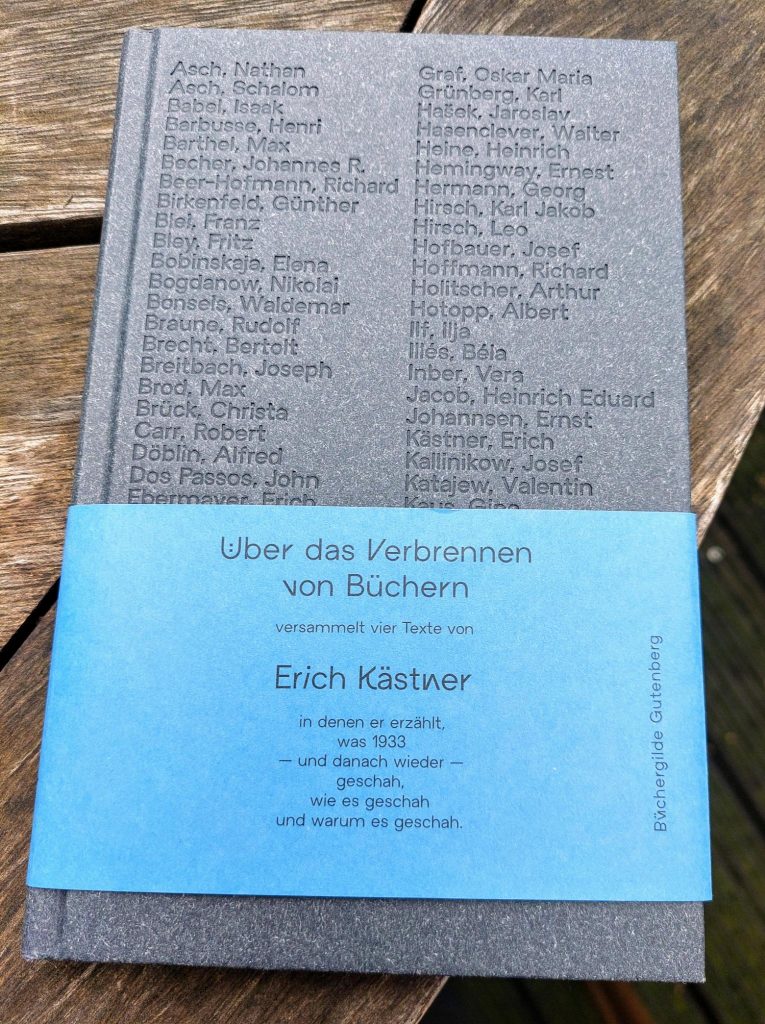 Asch, Nathan
Asch, Schalom
Babel, Isaak
Barbusse, Henri
Barthel, Max
Becher, Johannes R.
Beer-Hofmann, Richard
Birkenfeld, Günther
Blei, Franz
Bley, Fritz
Bobinskaja, Elena
Bogdanow, Nikolai
Bonsels, Waldemar
Braune, Rudolf
Brecht, Bertolt
Breitbach, Joseph
Brod, Max
Brück, Christa
Carr, Robert
Döblin, Alfred
Dos Passos, John
Ebermayer, Erich
Graf, Oskar Maria
Grünberg, Karl
Hašek, Jaroslav
Hasenclever, Walter
Heine, Heinrich
Hemingway, Ernest
Hermann, Georg
Hirsch, Karl Jakob
Hirsch, Leo
Hofbauer, Josef
Hoffmann, Richard
Holitscher, Arthur
Hotopp, Albert
Ilf, Ilja
Illés, Béla
Inber, Vera
Jacob, Heinrich Eduard
Johannsen, Ernst
Kästner, Erich
Kallinikow, Josef
Katajew, Valentin
Kaus, Gina
Über das Verbrennen
von Büchern
versammelt vier Texte von
Erich Kästner
in denen er erzählt,
was 1933
— und danach wieder —
geschah,
wie es geschah
und warum es geschah.
Büchergilde Gutenberg